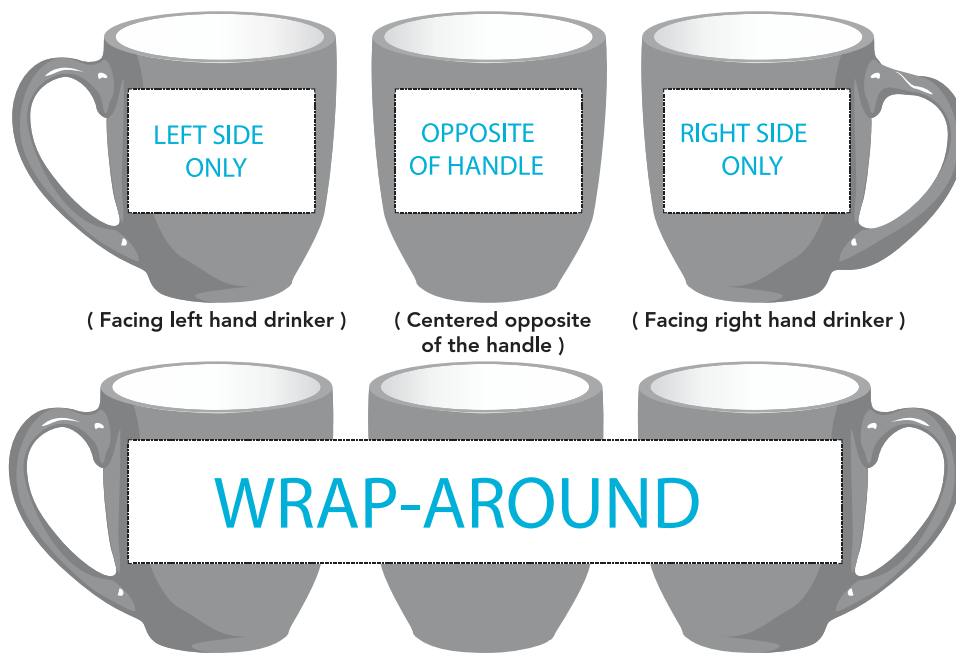 LEFT SIDE
ONLY
OPPOSITE
OF HANDLE
RIGHT SIDE
ONLY
( Facing left hand drinker )
( Centered opposite
of the handle )
( Facing right hand drinker )
WRAP-AROUND